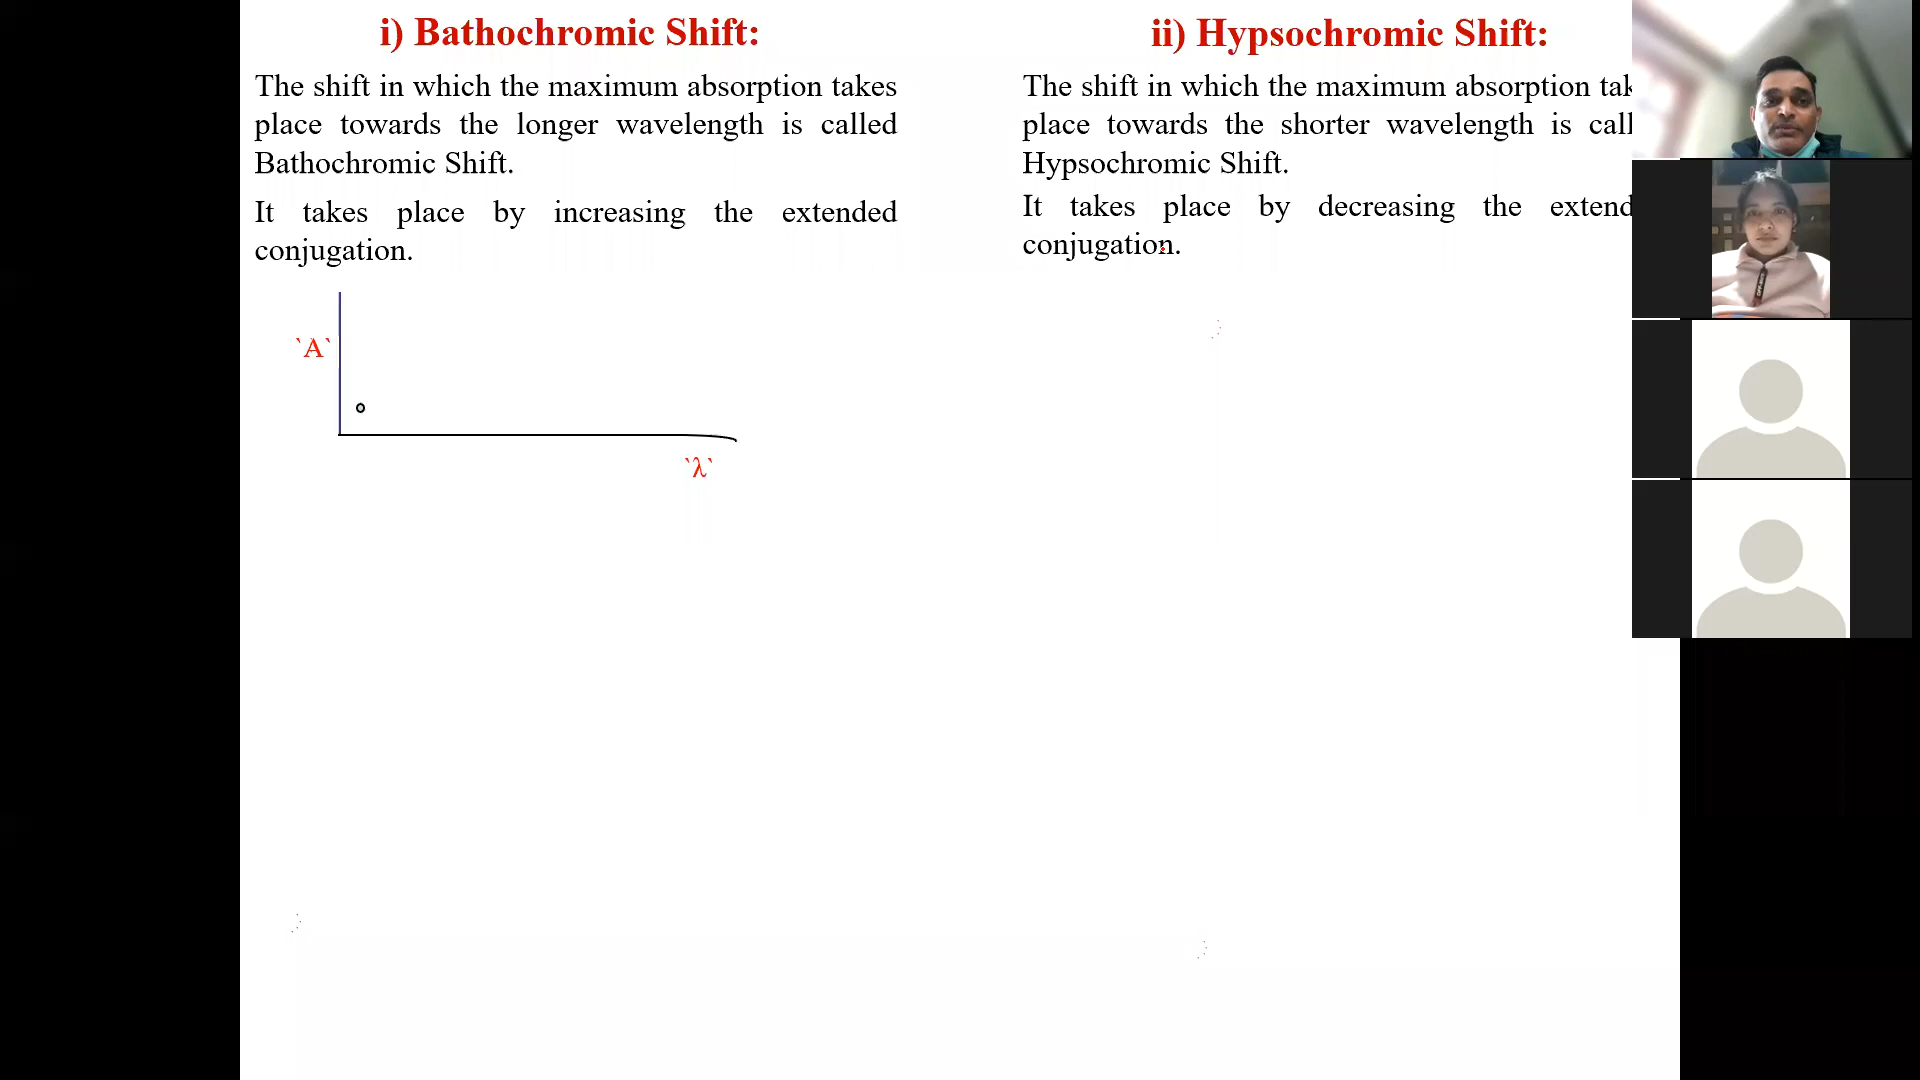 i) Bathochromic Shift:
The shift in which the maximum absorption takes
place towards the longer wavelength is called
Bathochromic Shift.
It takes place by increasing the extended
conjugation.
`A`
`λ`
ii) Hypsochromic Shift:
The shift in which the maximum absorption tak
place towards the shorter wavelength is call
Hypsochromic Shift.
It takes place by decreasing the extend
conjugation.